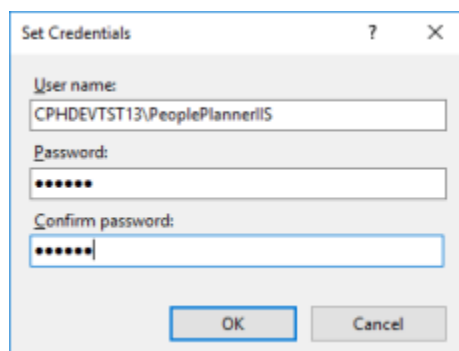 Set Credentials ?
User name:
CPHDEVTST13\PeoplePlannerIIS
Password:
••••••
Confirm password:
••••••
OK Cancel